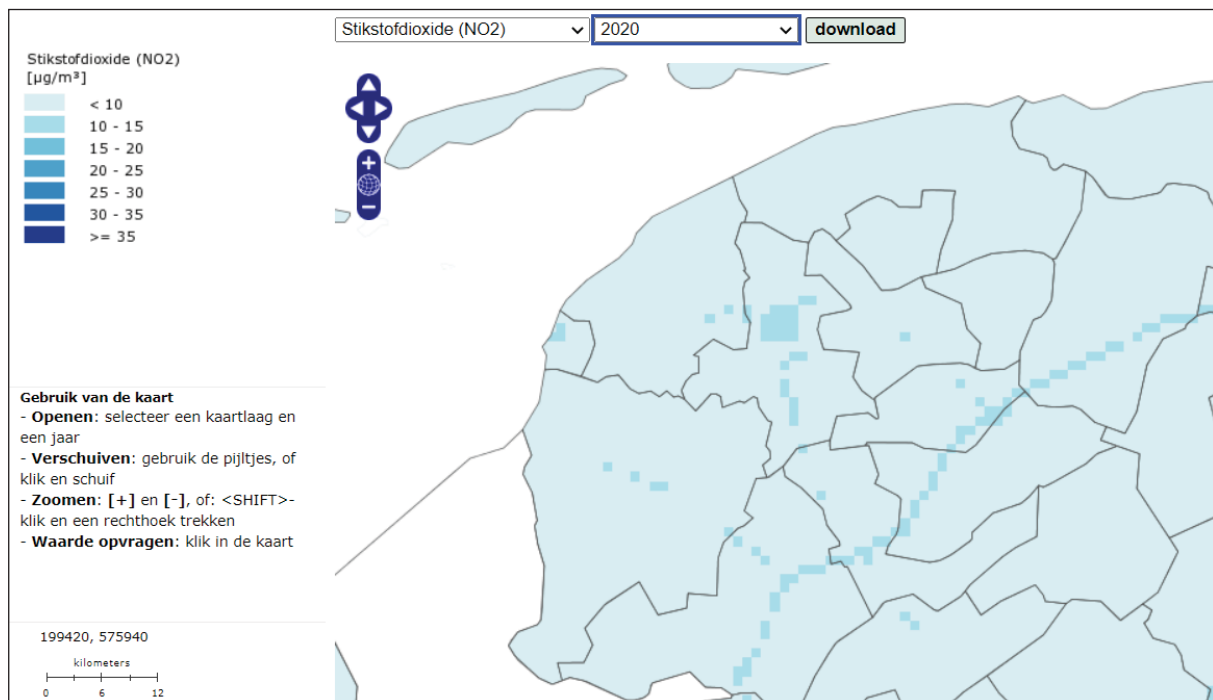 Stikstofdioxide (NO2)
2020
download
Stikstofdioxide (NO2)
[µg/m³]
< 10
10 - 15
15 - 20
20 - 25
25 - 30
30 - 35
>= 35
Gebruik van de kaart
- Openen: selecteer een kaartlaag en
een jaar
- Verschuiven: gebruik de pijltjes, of
klik en schuif
- Zoomen: [+] en [-], of: <SHIFT>-
klik en een rechthoek trekken
- Waarde opvragen: klik in de kaart
199420, 575940
kilometers
0 6 12